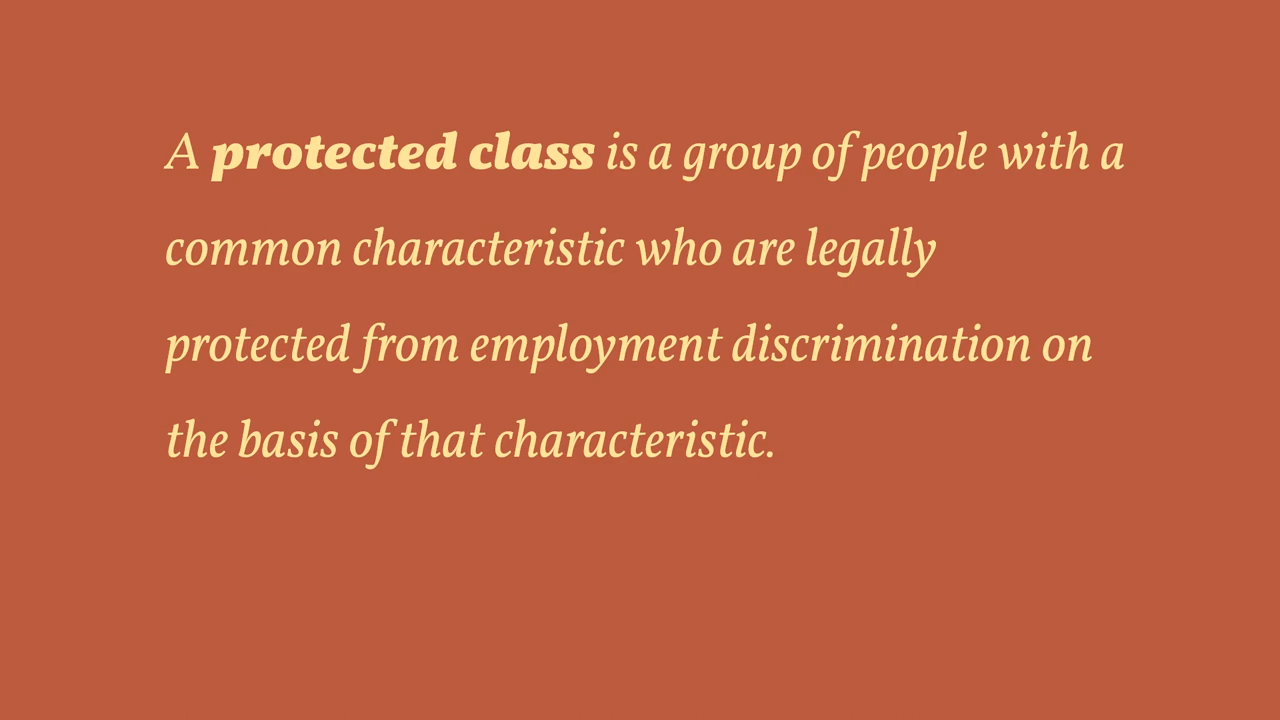 A protected class is a group of people with a
common characteristic who are legally
protected from employment discrimination on
the basis of that characteristic.